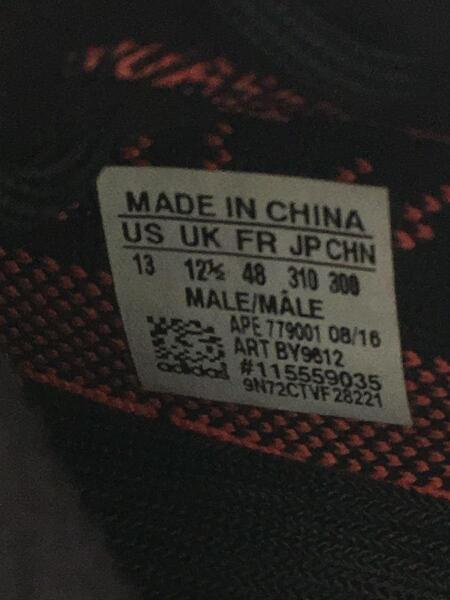 MADE IN CHINA
US UK FR JP CHN
13 12½ 48 310 300
MALE/MÂLE
APE 779001 08/16
ART BY9612
adidas #115559035
9N72CTVF28221